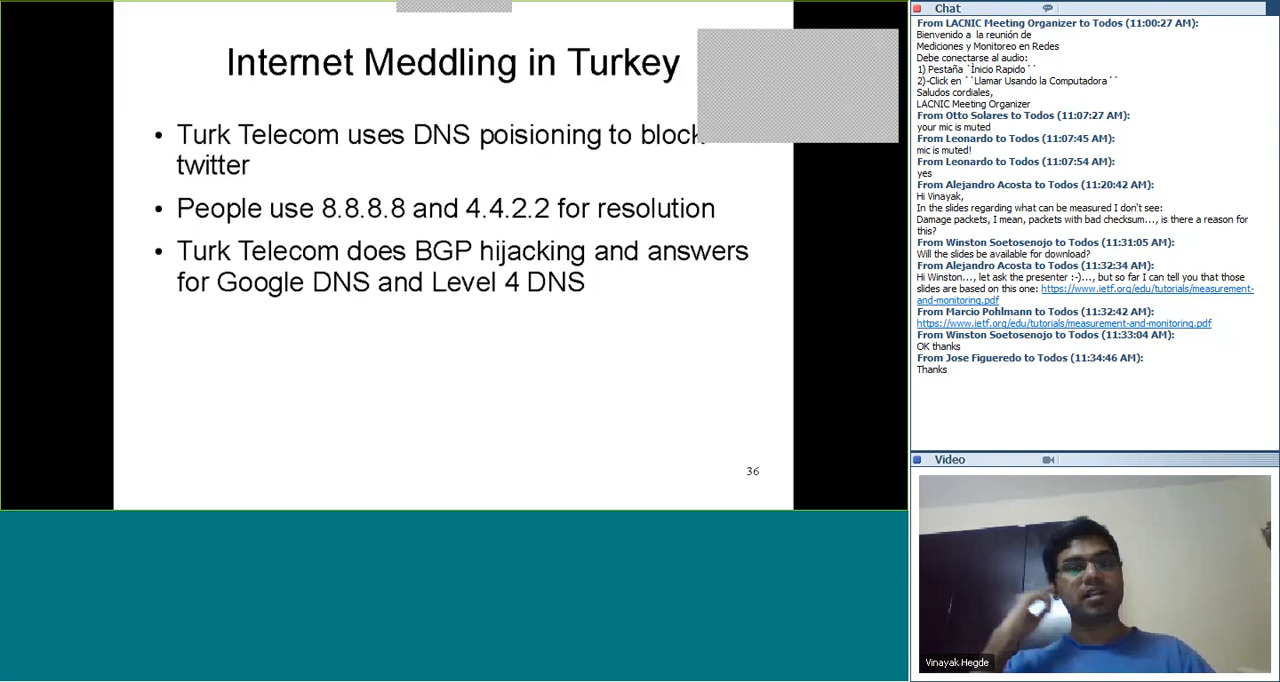 Internet Meddling in Turkey
• Turk Telecom uses DNS poisioning to block
twitter
• People use 8.8.8.8 and 4.4.2.2 for resolution
• Turk Telecom does BGP hijacking and answers
for Google DNS and Level 4 DNS
36
Chat
From LACNIC Meeting Organizer to Todos (11:00:27 AM):
Bienvenido a la reunión de
Mediciones y Monitoreo en Redes
Debe conectarse al audio:
1) Pestaña `Ìnicio Rapido´´
2)-Click en ``Llamar Usando la Computadora´´
Saludos cordiales,
LACNIC Meeting Organizer
From Otto Solares to Todos (11:07:27 AM):
your mic is muted
From Leonardo to Todos (11:07:45 AM):
mic is muted!
From Leonardo to Todos (11:07:54 AM):
yes
From Alejandro Acosta to Todos (11:20:42 AM):
Hi Vinayak,
In the slides regarding what can be measured I don't see:
Damage packets, I mean, packets with bad checksum..., is there a reason for
this?
From Winston Soetosenojo to Todos (11:31:05 AM):
Will the slides be available for download?
From Alejandro Acosta to Todos (11:32:34 AM):
Hi Winston..., let ask the presenter :-)..., but so far I can tell you that those
slides are based on this one: https://www.ietf.org/edu/tutorials/measurement-
and-monitoring.pdf
From Marcio Pohlmann to Todos (11:32:42 AM):
https://www.ietf.org/edu/tutorials/measurement-and-monitoring.pdf
From Winston Soetosenojo to Todos (11:33:04 AM):
OK thanks
From Jose Figueredo to Todos (11:34:46 AM):
Thanks
Video
Vinayak Hegde